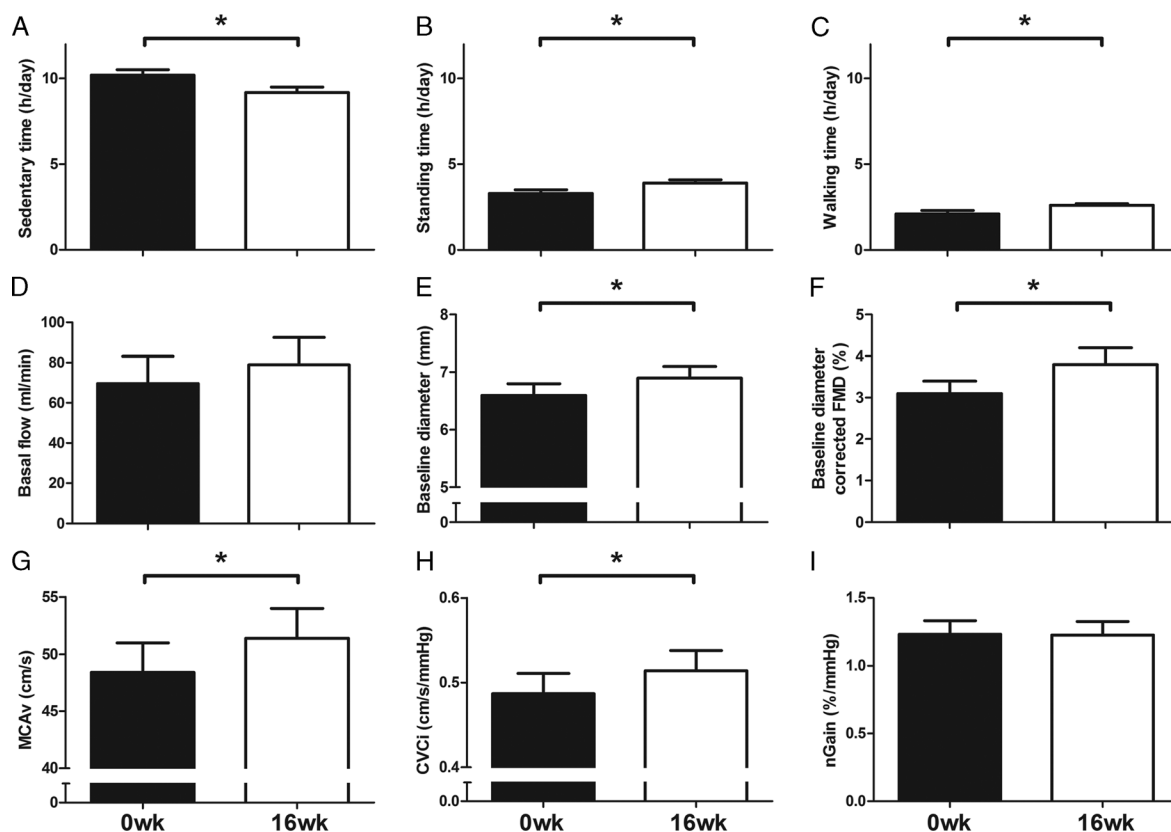 A
*
Sedentary time (h/day)
10
5
0
B
*
Standing time (h/day)
10
5
0
C
*
Walking time (h/day)
10
5
0
D
Basal flow (ml/min)
100
80
60
40
20
0
E
*
Baseline diameter (mm)
8
7
6
5
0
F
*
Baseline diameter
corrected FMD (%)
5
4
3
2
1
0
G
*
MCAv (cm/s)
55
50
45
40
0
0wk
16wk
H
*
CVCi (cm/s/mmHg)
0.6
0.5
0.4
0.0
0wk
16wk
I
nGain (%/mmHg)
1.5
1.0
0.5
0.0
0wk
16wk